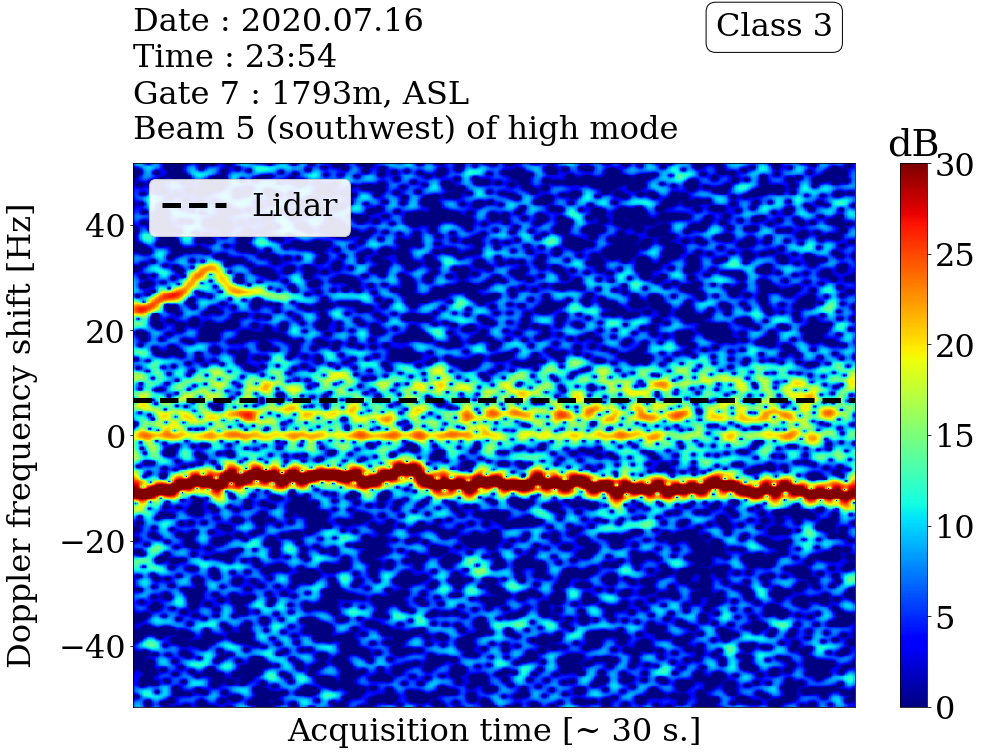 Date : 2020.07.16
Time : 23:54
Gate 7 : 1793m, ASL
Beam 5 (southwest) of high mode
Class 3
dB
Lidar
Doppler frequency shift [Hz]
40
20
0
−20
−40
30
25
20
15
10
5
0
Acquisition time [~ 30 s.]